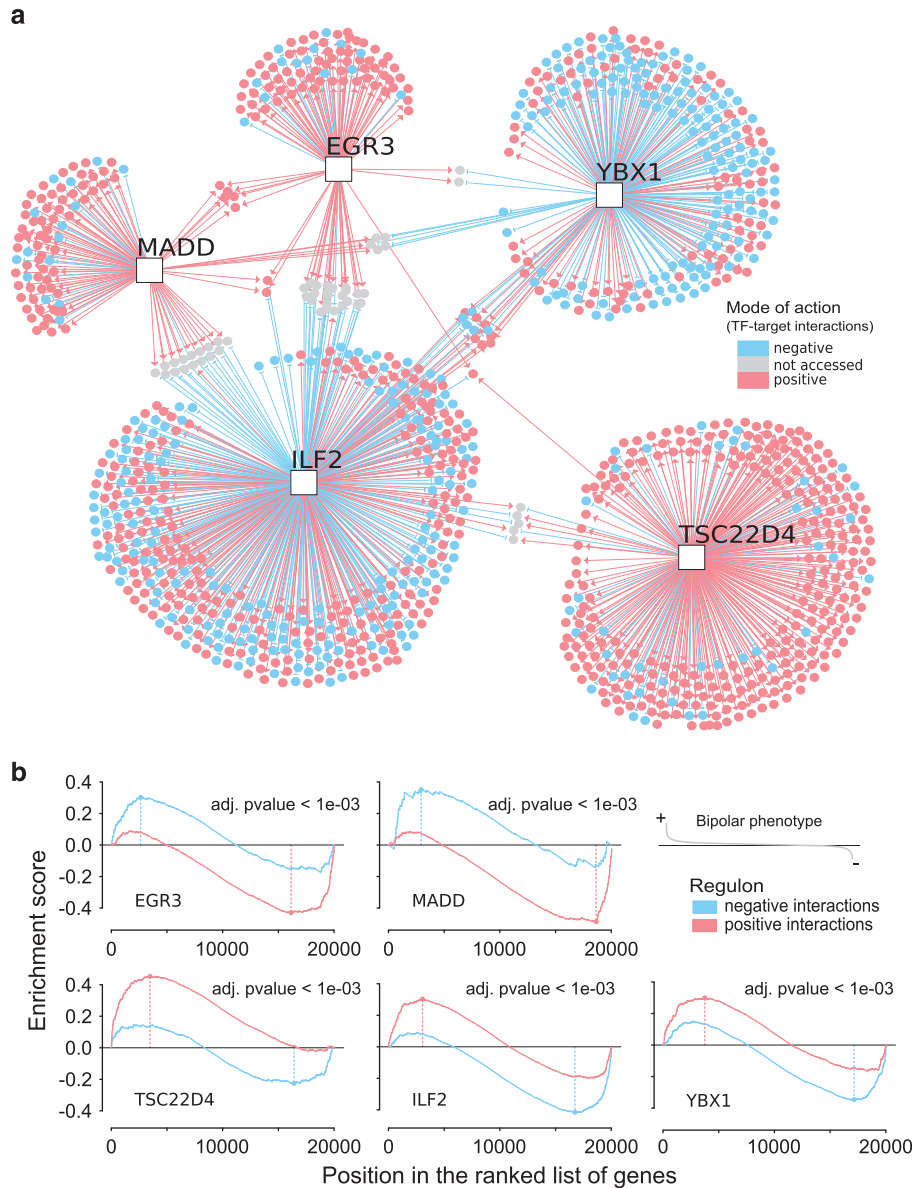 a
EGR3
YBX1
MADD
Mode of action
(TF-target interactions)
negative
not accessed
positive
ILF2
TSC22D4
b
Enrichment score
0.4
0.2
0.0
-0.2
-0.4
adj. pvalue < 1e-03
EGR3
0 10000 20000
adj. pvalue < 1e-03
MADD
0 10000 20000
+ Bipolar phenotype
-
Regulon
negative interactions
positive interactions
0.4
0.2
0.0
-0.2
-0.4
adj. pvalue < 1e-03
TSC22D4
0 10000 20000
adj. pvalue < 1e-03
ILF2
0 10000 20000
adj. pvalue < 1e-03
YBX1
0 10000 20000
Position in the ranked list of genes